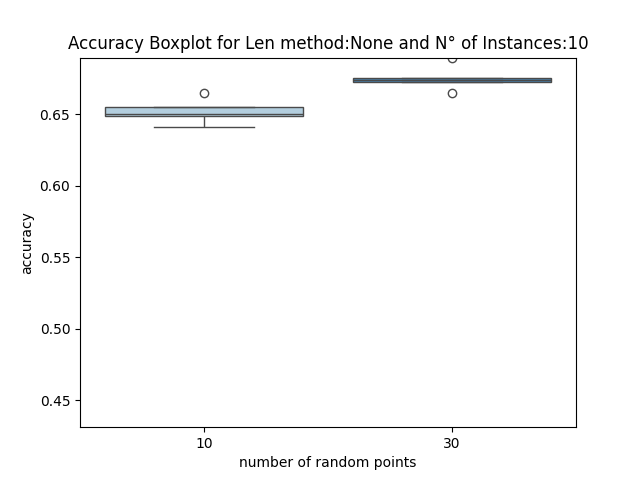 Accuracy Boxplot for Len method:None and N° of Instances:10
accuracy
0.65
0.60
0.55
0.50
0.45
10
30
number of random points